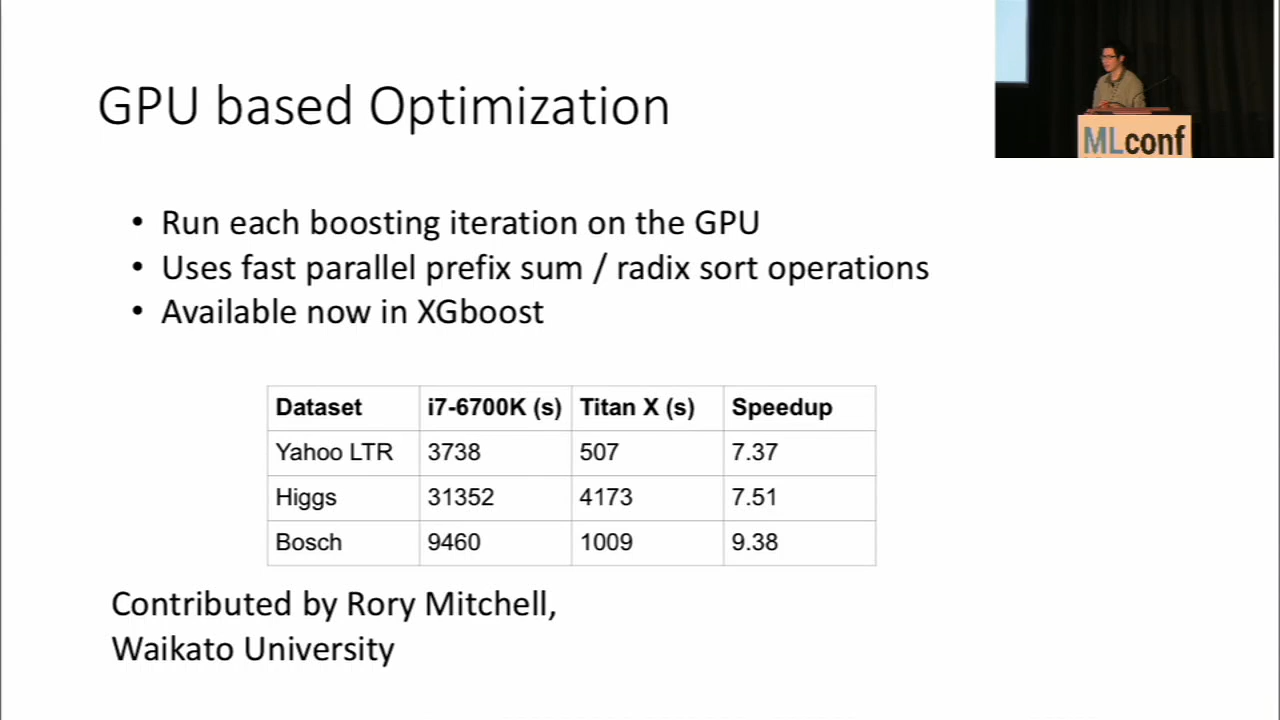 GPU based Optimization
MLconf
• Run each boosting iteration on the GPU
• Uses fast parallel prefix sum / radix sort operations
• Available now in XGboost
Dataset i7-6700K (s) Titan X (s) Speedup
Yahoo LTR 3738 507 7.37
Higgs 31352 4173 7.51
Bosch 9460 1009 9.38
Contributed by Rory Mitchell,
Waikato University